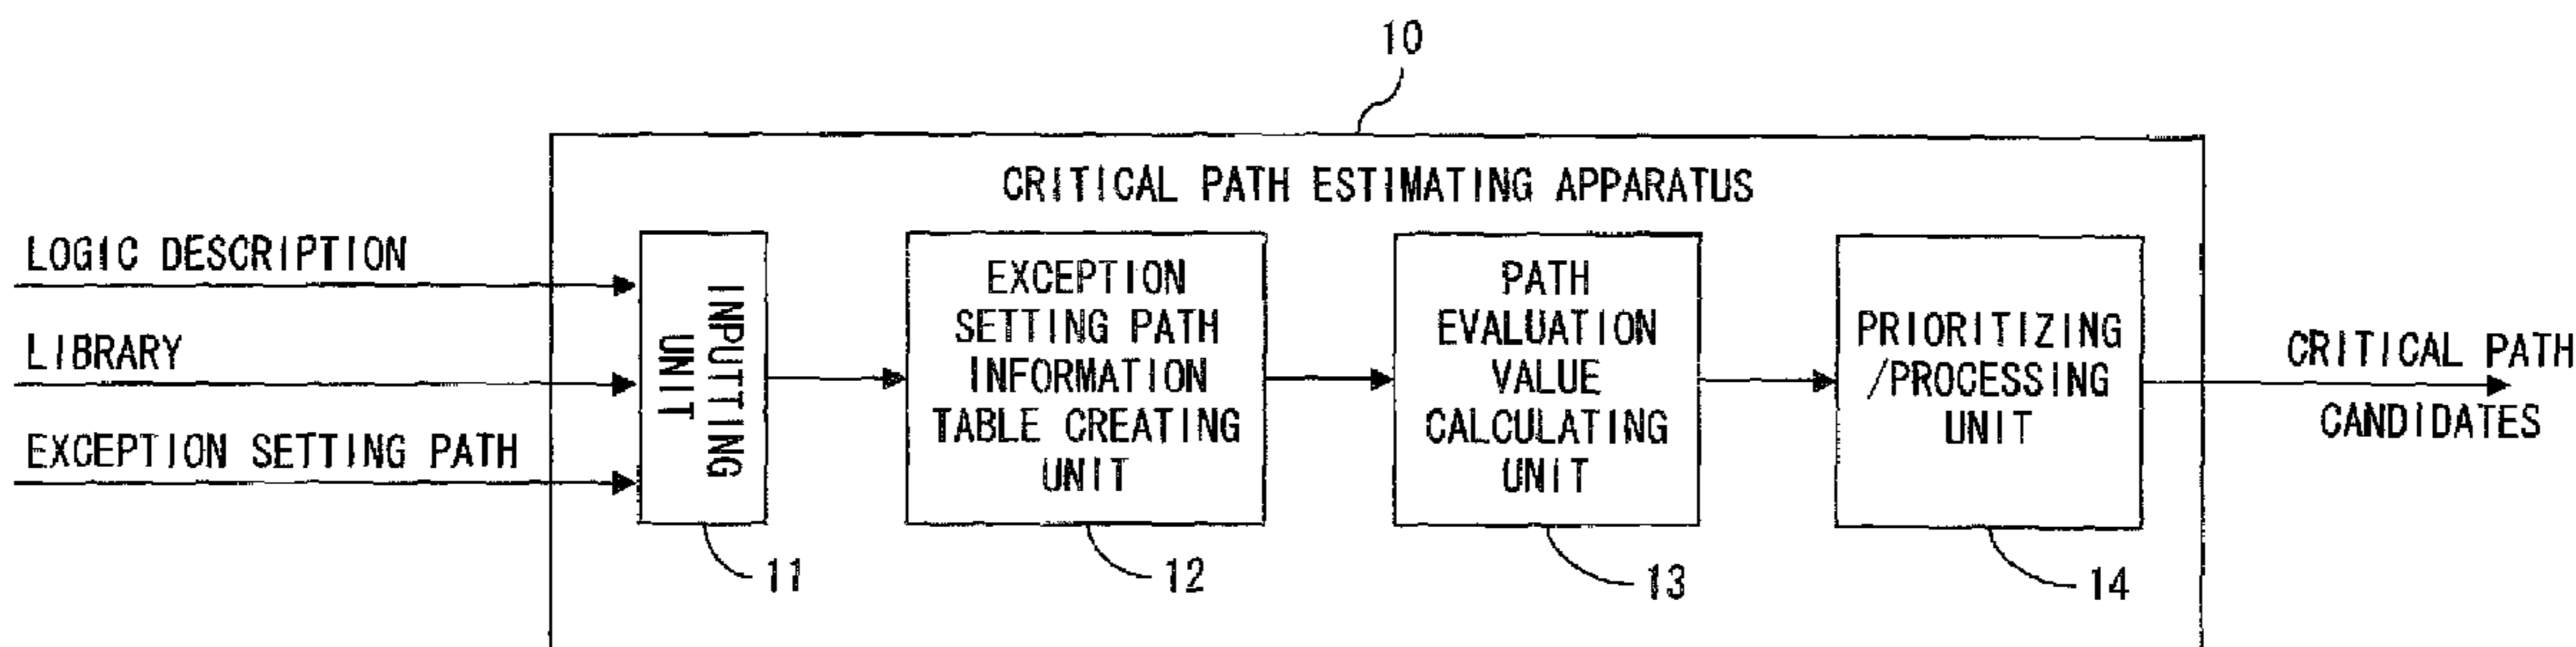 10
CRITICAL PATH ESTIMATING APPARATUS
LOGIC DESCRIPTION
LIBRARY
EXCEPTION SETTING PATH
INPUTTING
UNIT
EXCEPTION
SETTING PATH
INFORMATION
TABLE CREATING
UNIT
PATH
EVALUATION
VALUE
CALCULATING
UNIT
PRIORITIZING
/PROCESSING
UNIT
CRITICAL PATH
CANDIDATES
11
12
13
14